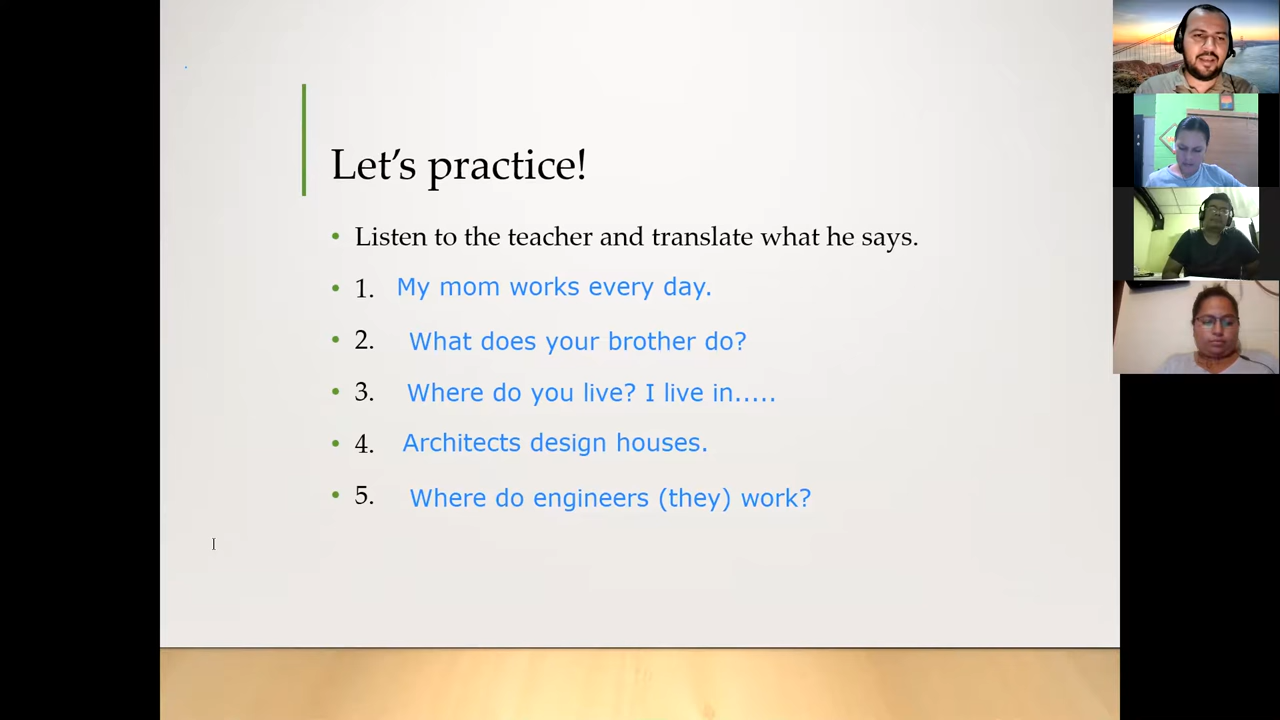 Let's practice!
• Listen to the teacher and translate what he says.
• 1. My mom works every day.
• 2. What does your brother do?
• 3. Where do you live? I live in.....
• 4. Architects design houses.
• 5. Where do engineers (they) work?